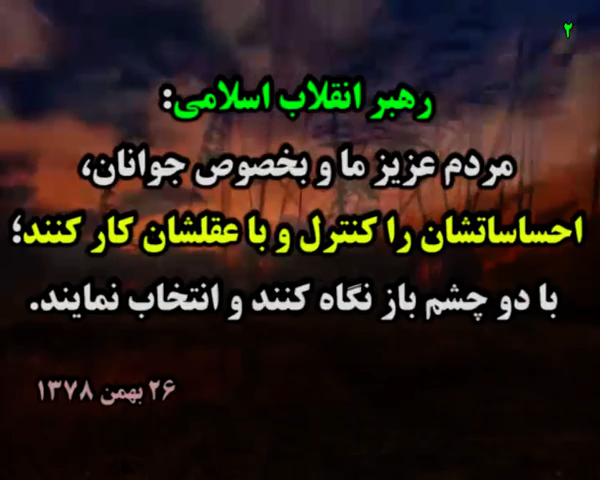 ۲
رهبر انقلاب اسلامی:
مردم عزیز ما و بخصوص جوانان،
احساساتشان را کنترل و با عقلشان کار کنند؛
با دو چشم باز نگاه کنند و انتخاب نمایند.
۲۶ بهمن ۱۳۷۸